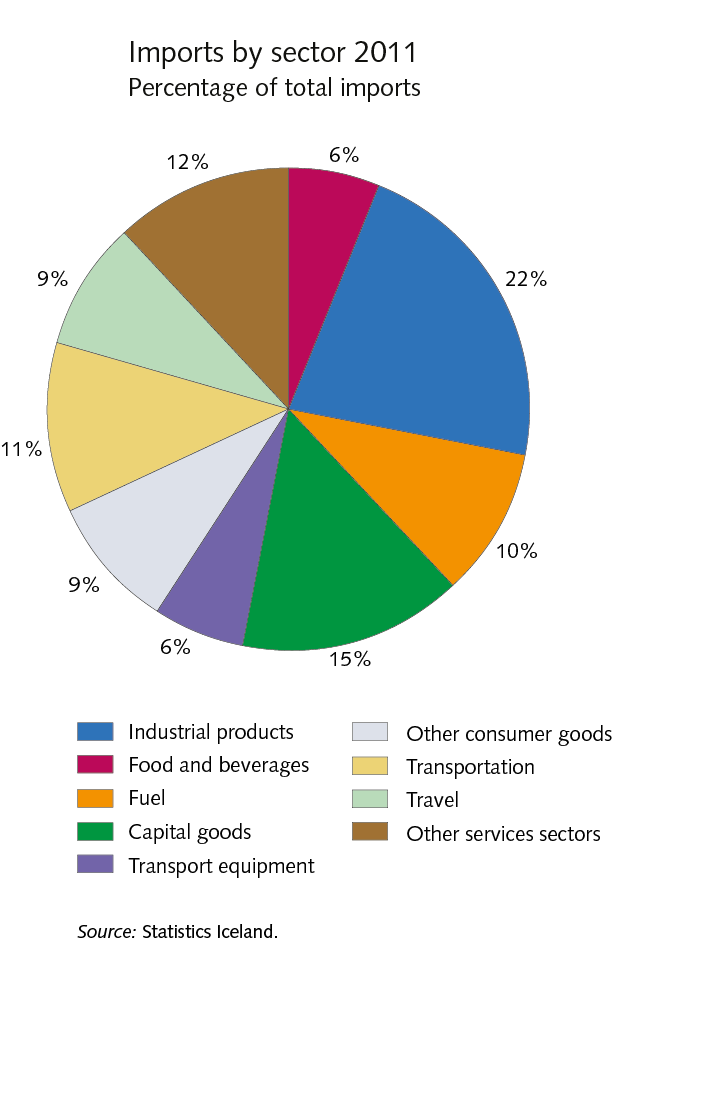 Imports by sector 2011
Percentage of total imports
12%
6%
9%
22%
11%
10%
9%
6%
15%
Industrial products
Food and beverages
Fuel
Capital goods
Transport equipment
Other consumer goods
Transportation
Travel
Other services sectors
Source: Statistics Iceland.